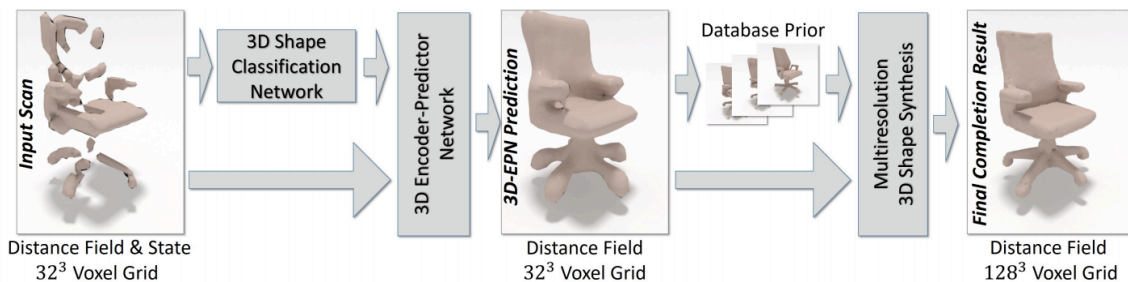 Input Scan
Distance Field & State
32³ Voxel Grid
3D Shape
Classification
Network
3D Encoder-Predictor
Network
3D-EPN Prediction
Distance Field
32³ Voxel Grid
Database Prior
Multiresolution
3D Shape Synthesis
Final Completion Result
Distance Field
128³ Voxel Grid